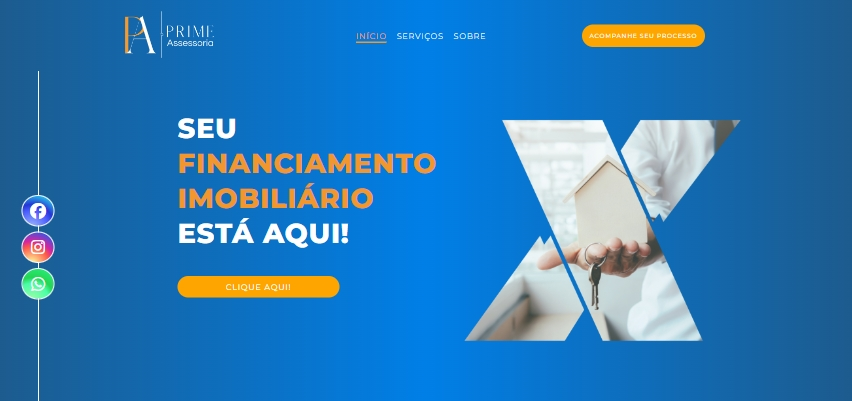 PA PRIME
Assessoria
INÍCIO SERVIÇOS SOBRE
ACOMPANHE SEU PROCESSO
SEU
FINANCIAMENTO
IMOBILIÁRIO
ESTÁ AQUI!
CLIQUE AQUI!